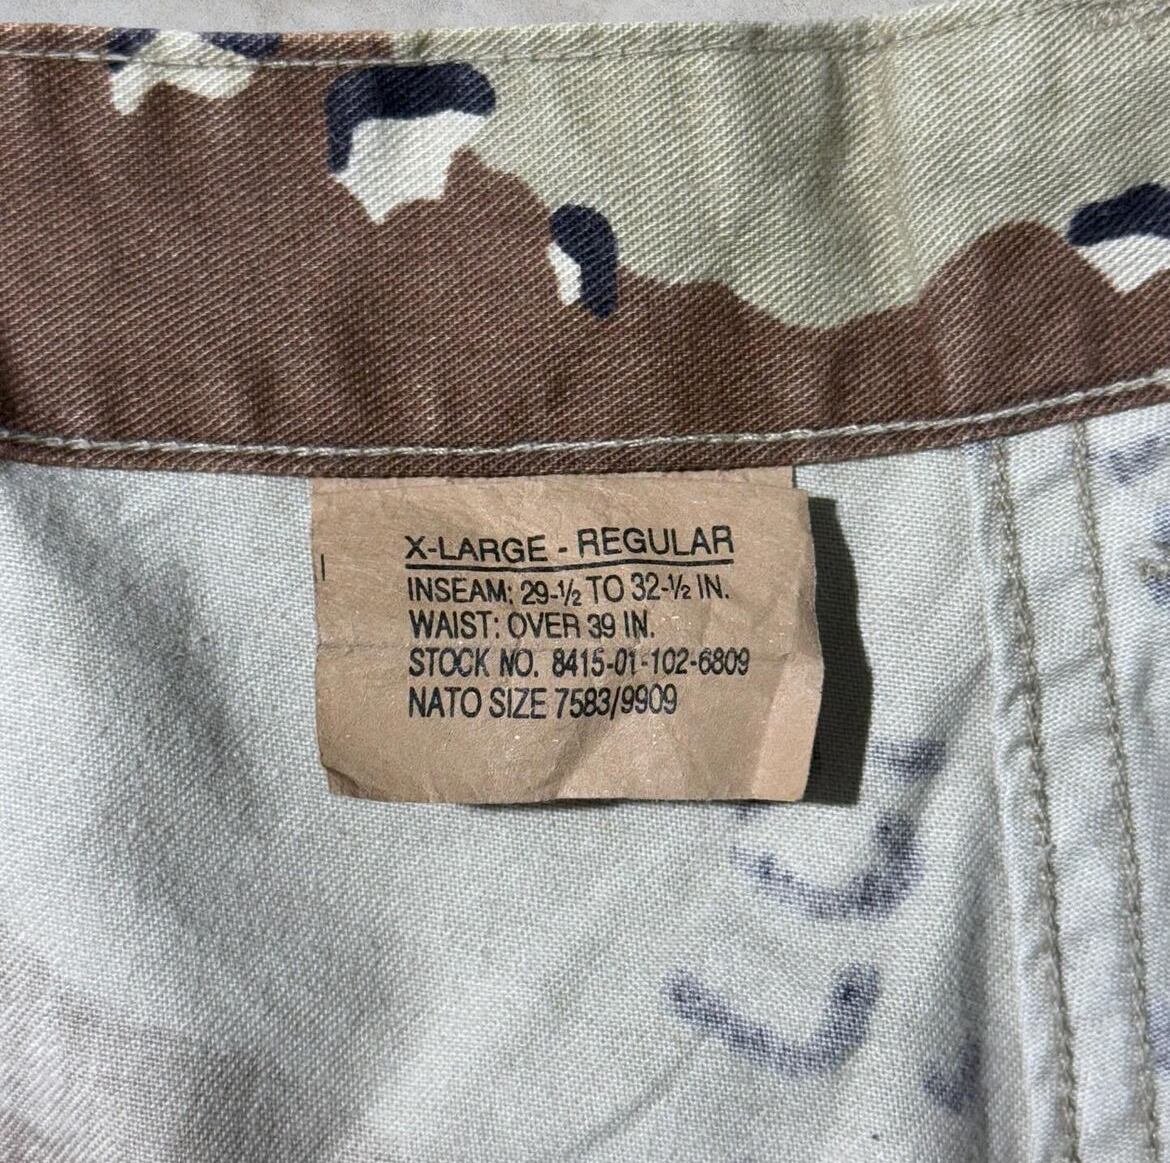 X-LARGE - REGULAR
INSEAM: 29-½ TO 32-½ IN.
WAIST: OVER 39 IN.
STOCK NO. 8415-01-102-6809
NATO SIZE 7583/9909